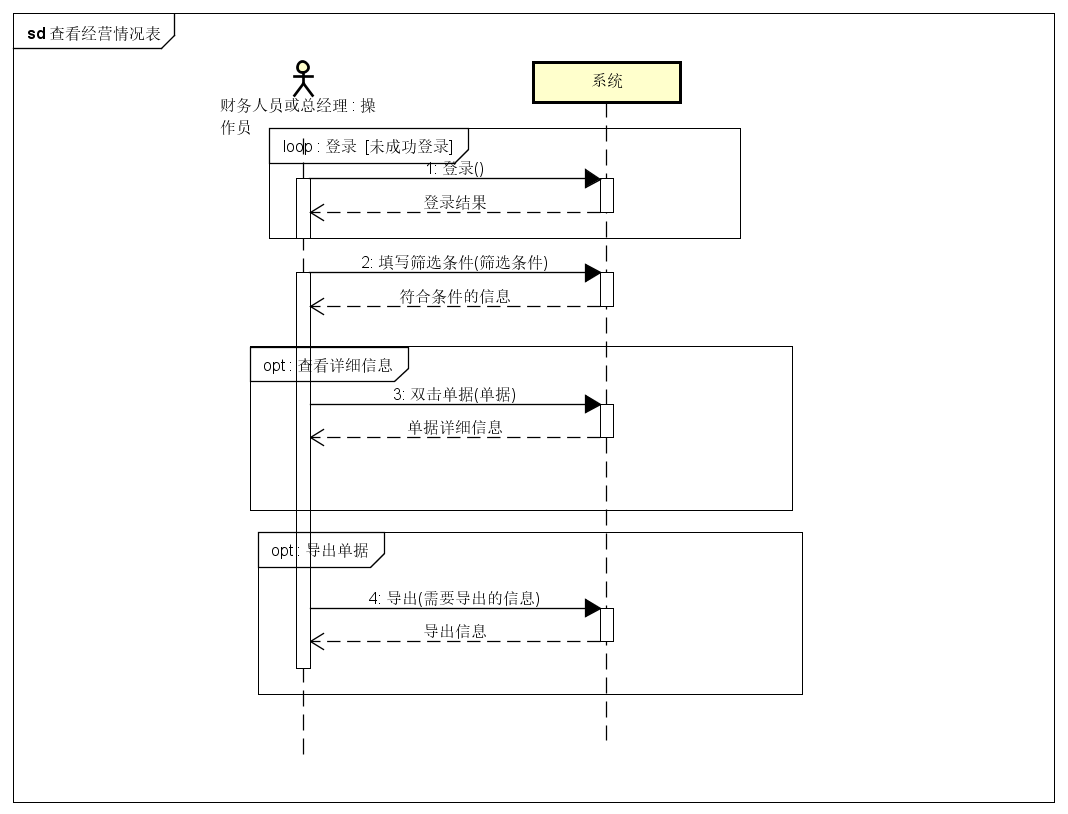 sd 查看经营情况表
系统
财务人员或总经理 : 操
作员
loop : 登录 [未成功登录]
1: 登录()
登录结果
2: 填写筛选条件(筛选条件)
符合条件的信息
opt : 查看详细信息
3: 双击单据(单据)
单据详细信息
opt : 导出单据
4: 导出(需要导出的信息)
导出信息